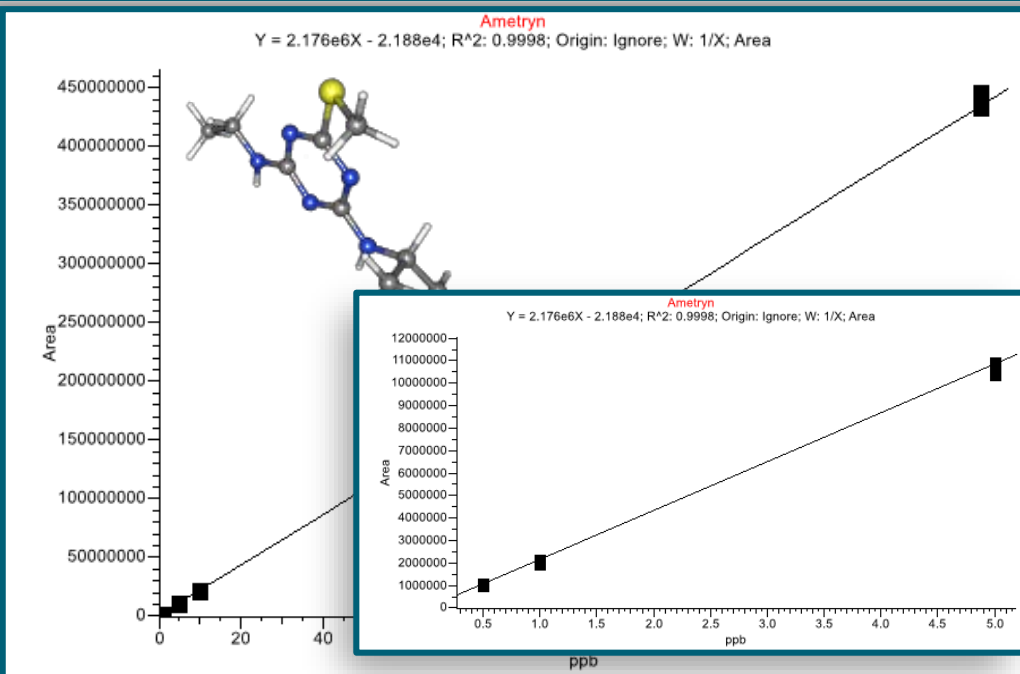 Ametryn
Y = 2.176e6X - 2.188e4; R^2: 0.9998; Origin: Ignore; W: 1/X; Area
450000000
400000000
350000000
300000000
250000000
200000000
150000000
100000000
50000000
0
Area
0 20 40
ppb
Ametryn
Y = 2.176e6X - 2.188e4; R^2: 0.9998; Origin: Ignore; W: 1/X; Area
12000000
11000000
10000000
9000000
8000000
7000000
6000000
5000000
4000000
3000000
2000000
1000000
0
Area
0.5 1.0 1.5 2.0 2.5 3.0 3.5 4.0 4.5 5.0
ppb